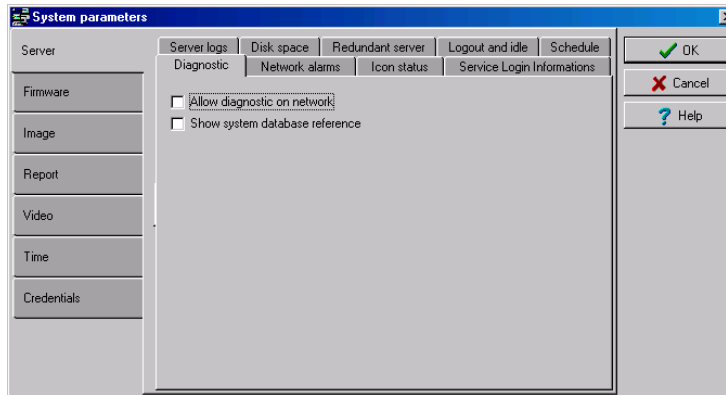 System parameters
Server
Firmware
Image
Report
Video
Time
Credentials
Server logs Disk space Redundant server Logout and idle Schedule
Diagnostic Network alarms Icon status Service Login Informations
Allow diagnostic on network
Show system database reference
OK
Cancel
Help